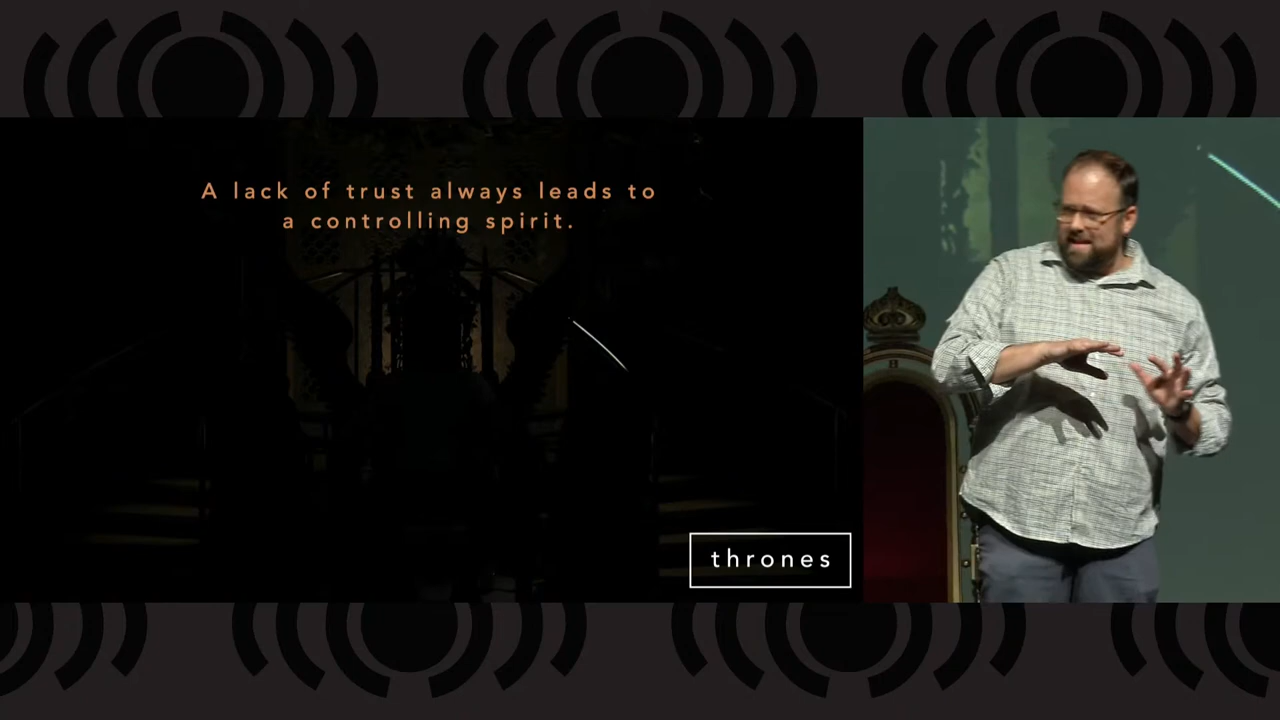 A lack of trust always leads to
a controlling spirit.
thrones